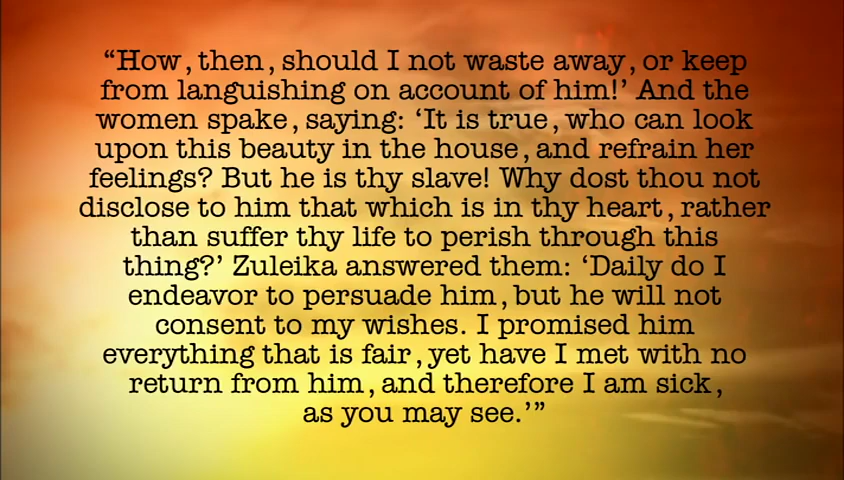 “How, then, should I not waste away, or keep
from languishing on account of him!’ And the
women spake, saying: ‘It is true, who can look
upon this beauty in the house, and refrain her
feelings? But he is thy slave! Why dost thou not
disclose to him that which is in thy heart, rather
than suffer thy life to perish through this
thing?’ Zuleika answered them: ‘Daily do I
endeavor to persuade him, but he will not
consent to my wishes. I promised him
everything that is fair, yet have I met with no
return from him, and therefore I am sick,
as you may see.’”